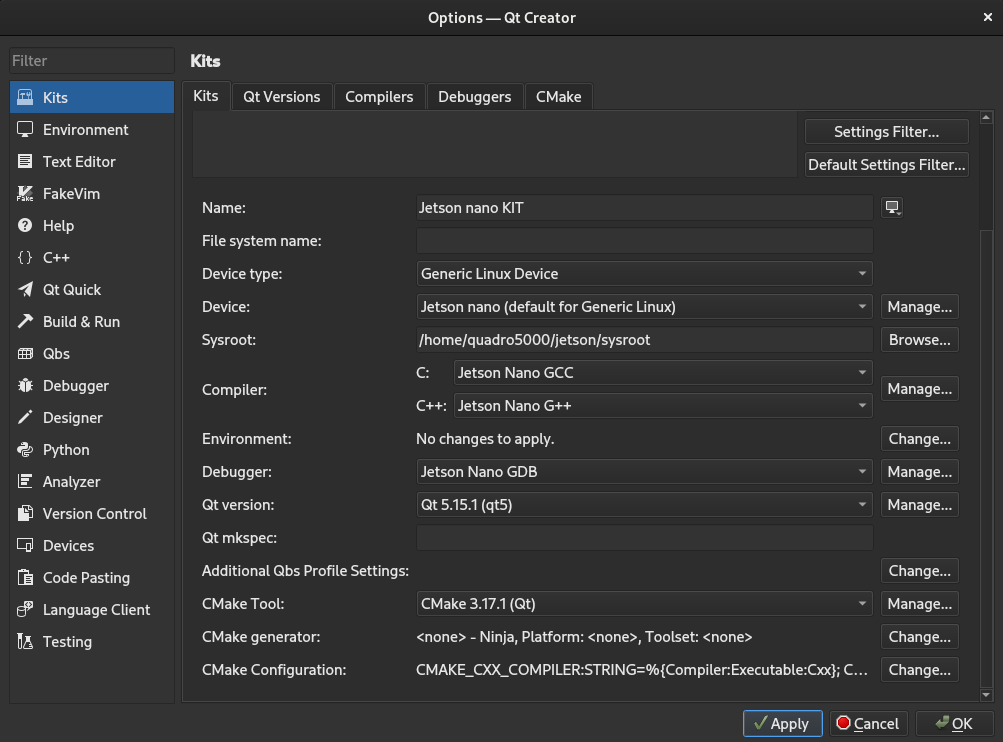 Options — Qt Creator
Filter
Kits
Environment
Text Editor
FakeVim
Help
{} C++
Qt Quick
Build & Run
Qbs
Debugger
Designer
Python
Analyzer
Version Control
Devices
Code Pasting
Language Client
Testing
Kits
Kits Qt Versions Compilers Debuggers CMake
Settings Filter...
Default Settings Filter...
Name: Jetson nano KIT
File system name:
Device type: Generic Linux Device
Device: Jetson nano (default for Generic Linux) Manage...
Sysroot: /home/quadro5000/jetson/sysroot Browse...
Compiler: C: Jetson Nano GCC Manage...
C++: Jetson Nano G++
Environment: No changes to apply. Change...
Debugger: Jetson Nano GDB Manage...
Qt version: Qt 5.15.1 (qt5) Manage...
Qt mkspec:
Additional Qbs Profile Settings: Change...
CMake Tool: CMake 3.17.1 (Qt) Manage...
CMake generator: <none> - Ninja, Platform: <none>, Toolset: <none> Change...
CMake Configuration: CMAKE_CXX_COMPILER:STRING=%{Compiler:Executable:Cxx}; C... Change...
Apply Cancel OK